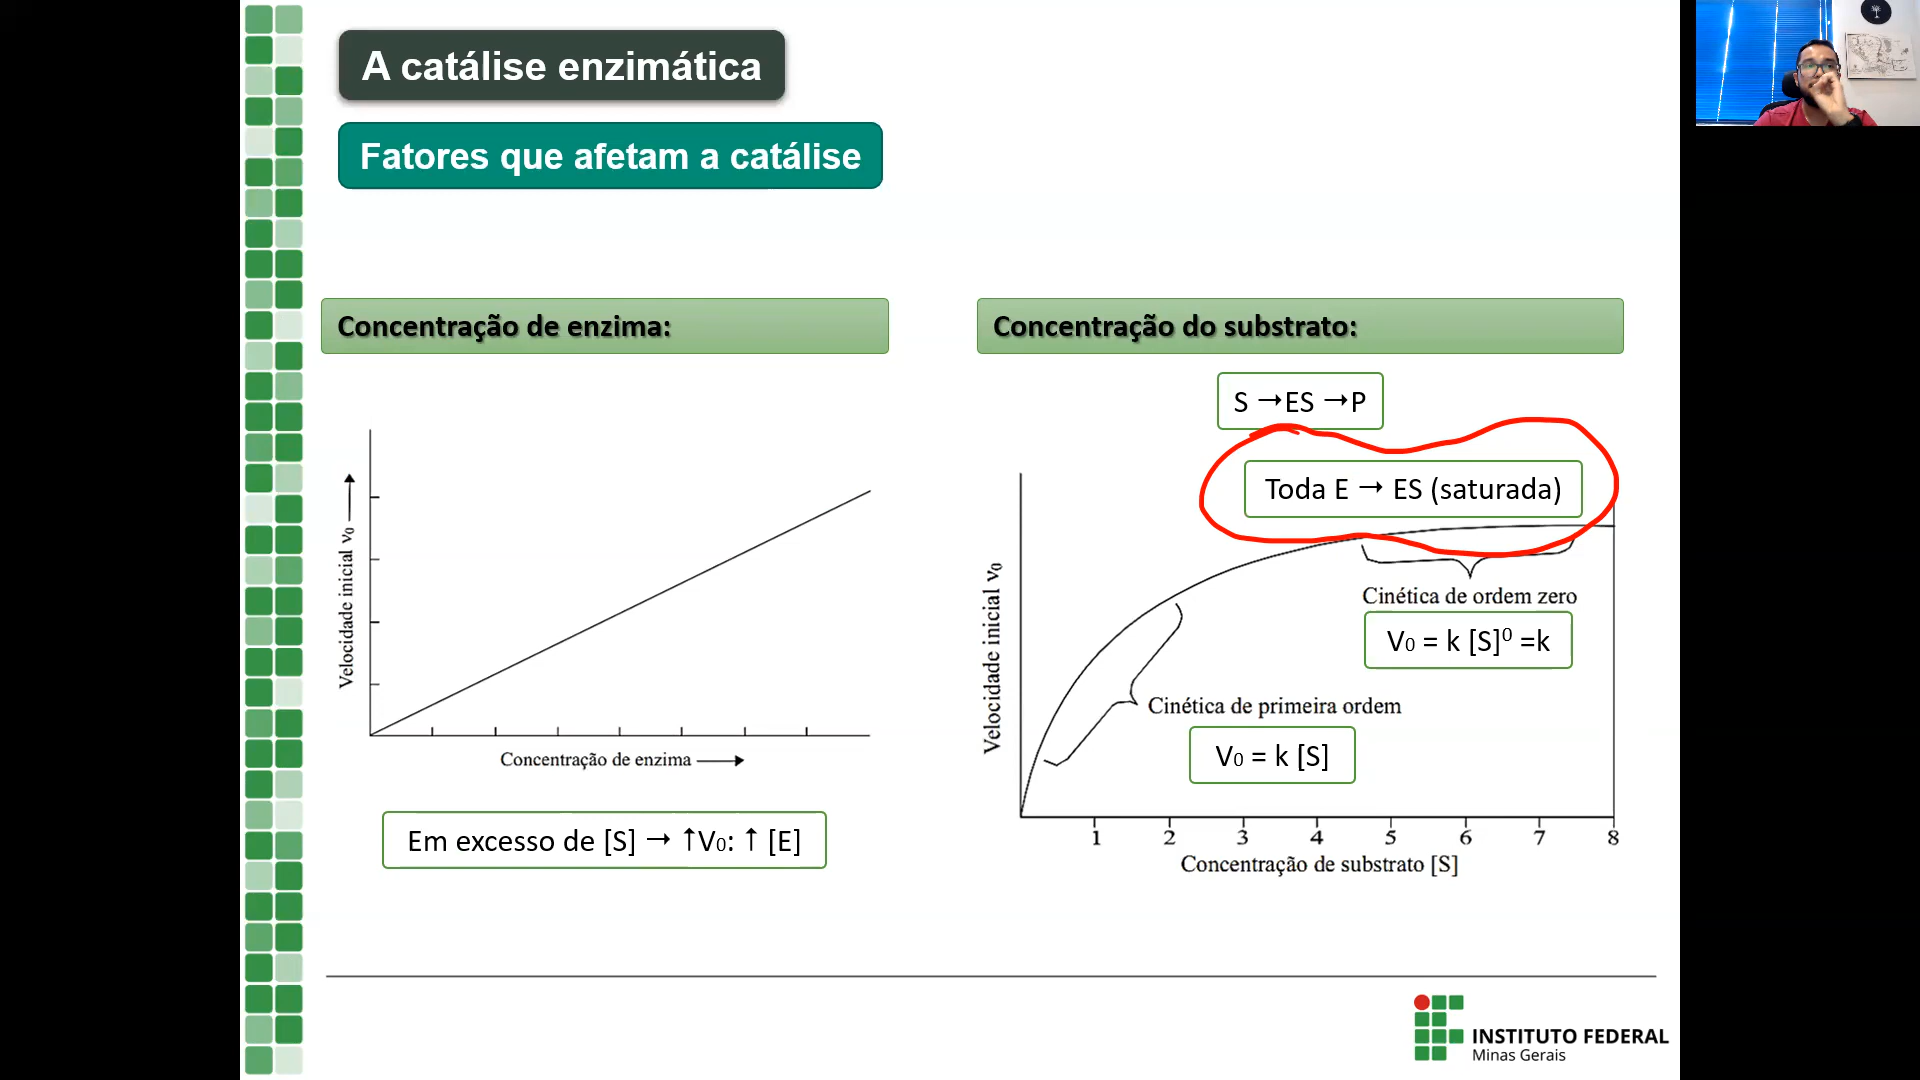 A catálise enzimática
Fatores que afetam a catálise
Concentração de enzima:
Velocidade inicial v₀
Concentração de enzima
Em excesso de [S] → ↑V₀: ↑ [E]
Concentração do substrato:
S →ES →P
Toda E → ES (saturada)
Velocidade inicial v₀
Cinética de ordem zero
V₀ = k [S]⁰ =k
Cinética de primeira ordem
V₀ = k [S]
1 2 3 4 5 6 7 8
Concentração de substrato [S]
INSTITUTO FEDERAL
Minas Gerais